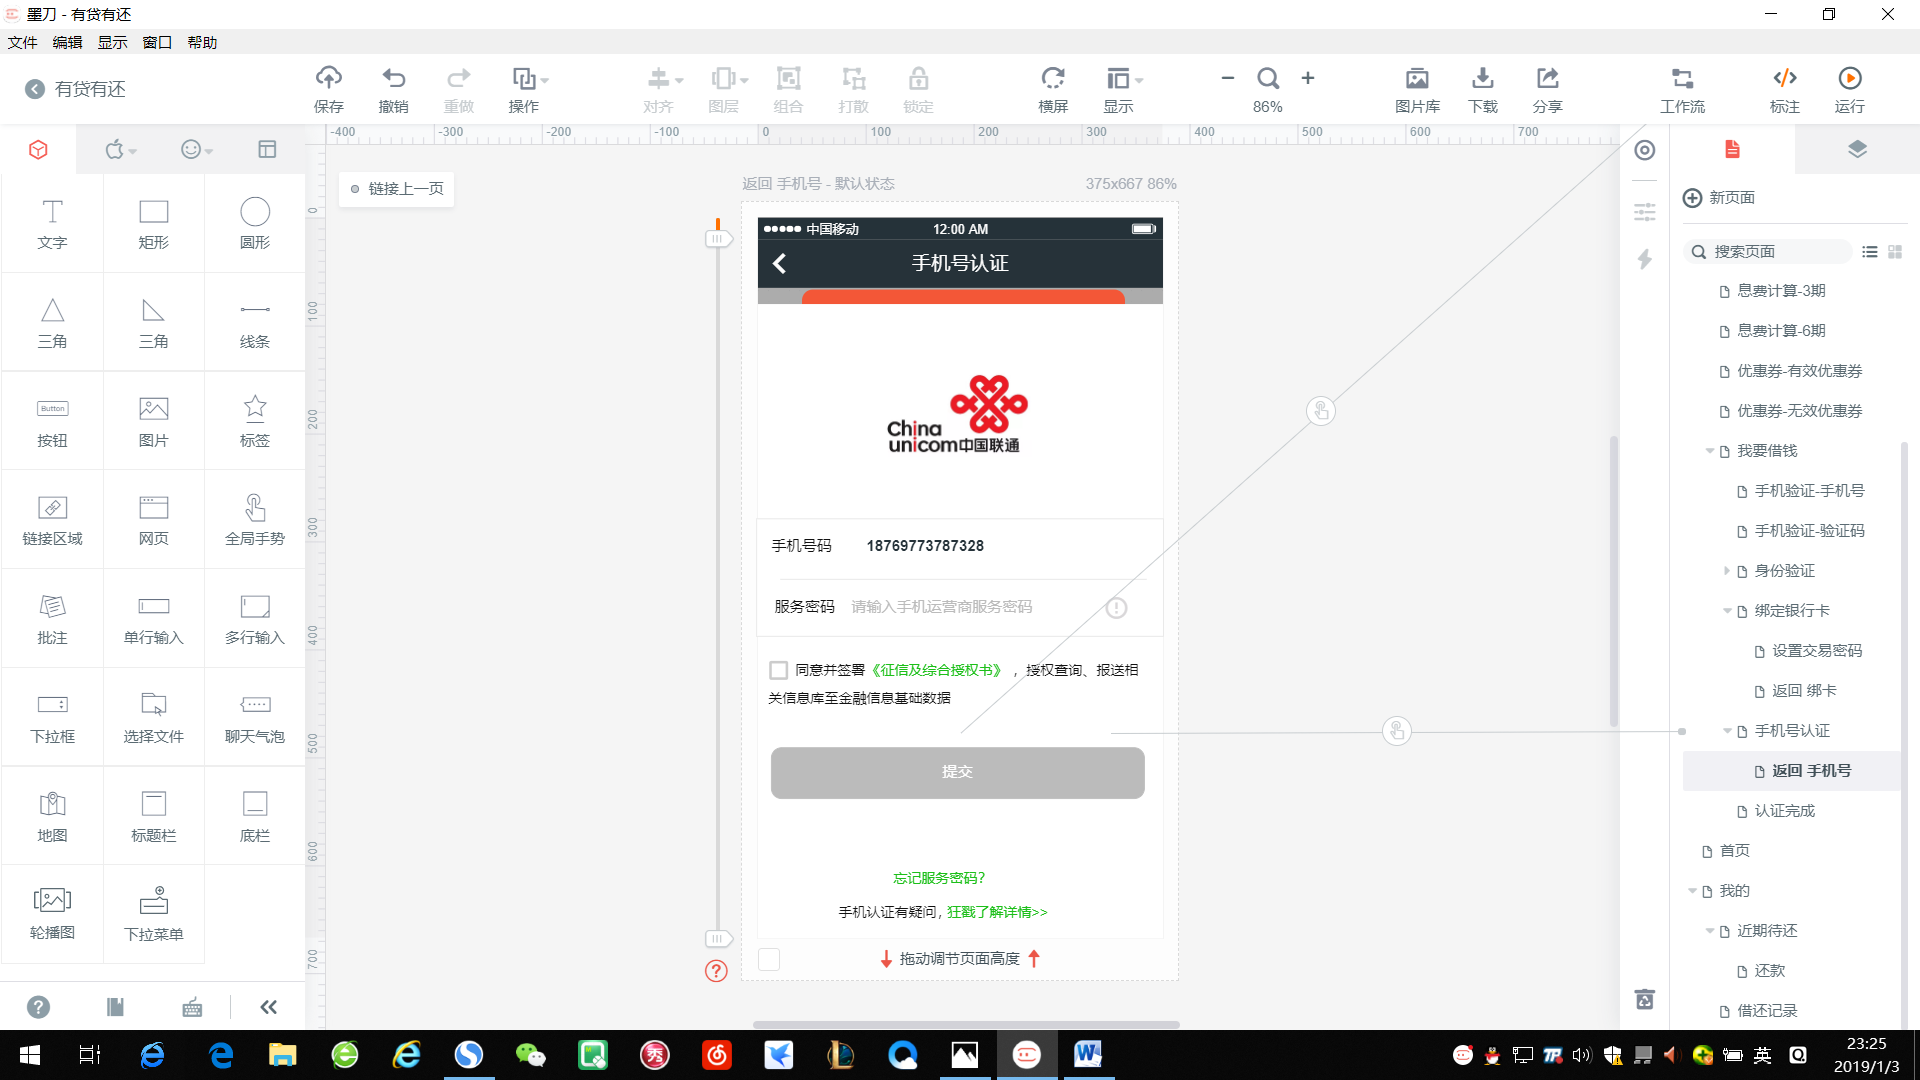 墨刀 - 有贷有还
文件 编辑 显示 窗口 帮助
有贷有还
保存 撤销 重做 操作 对齐 图层 组合 打散 锁定 横屏 显示 86% 图片库 下载 分享 工作流 标注 运行
-400 -300 -200 -100 0 100 200 300 400 500 600 700
链接上一页
返回 手机号 - 默认状态 375x667 86%
文字 矩形 圆形
三角 三角 线条
Button
按钮 图片 标签
链接区域 网页 全局手势
批注 单行输入 多行输入
下拉框 选择文件 聊天气泡
地图 标题栏 底栏
轮播图 下拉菜单
0
100
200
300
400
500
600
700
中国移动 12:00 AM
手机号认证
China
unicom中国联通
手机号码 18769773787328
服务密码 请输入手机运营商服务密码
同意并签署《征信及综合授权书》 ，授权查询、报送相
关信息库至金融信息基础数据
提交
忘记服务密码?
手机认证有疑问, 狂戳了解详情>>
拖动调节页面高度
新页面
搜索页面
息费计算-3期
息费计算-6期
优惠券-有效优惠券
优惠券-无效优惠券
我要借钱
手机验证-手机号
手机验证-验证码
身份验证
绑定银行卡
设置交易密码
返回 绑卡
手机号认证
返回 手机号
认证完成
首页
我的
近期待还
还款
借还记录
英
23:25
2019/1/3